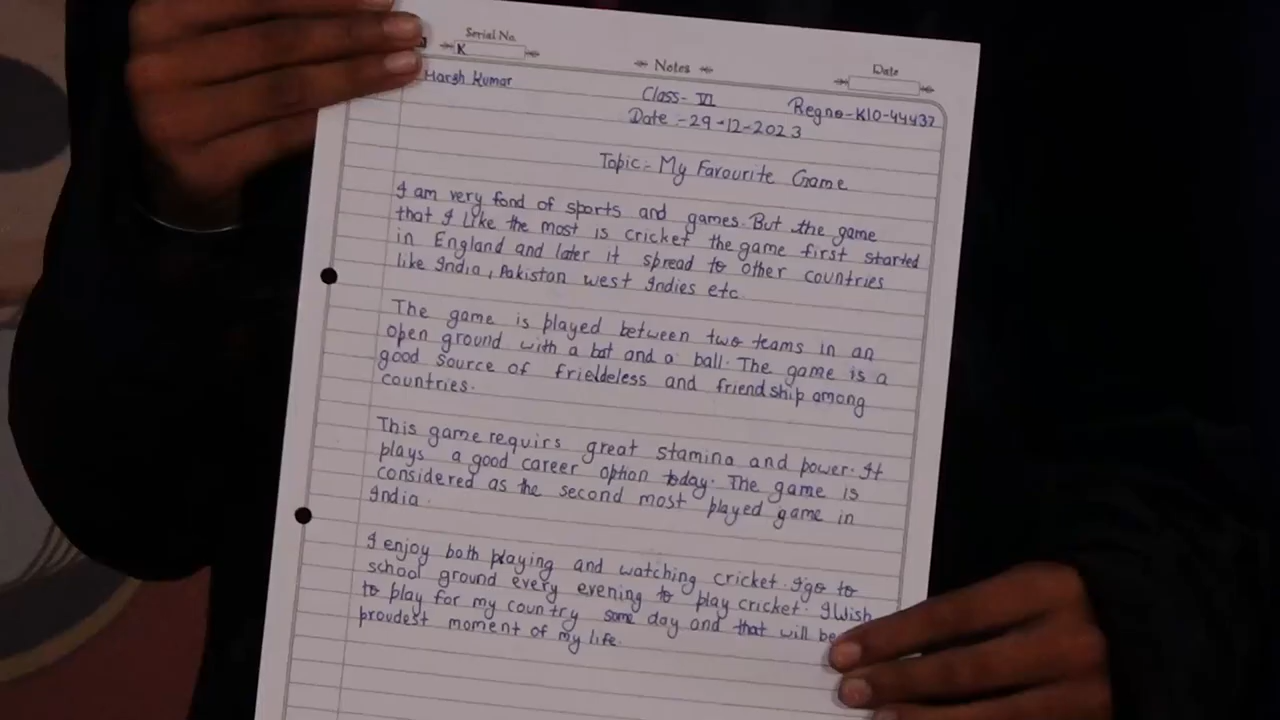 Serial No.
K
Notes
Date
Harsh Kumar
Class- VI
Regno-K10-44437
Date -29-12-2023
Topic:- My Favourite Game
I am very fond of sports and games. But the game
that I like the most is cricket the game first started
in England and later it spread to other countries
like India, Pakistan west Indies etc.
The game is played between two teams in an
open ground with a bat and a ball. The game is a
good source of frieldeless and friendship among
countries.
This game requirs great stamina and power. It
plays a good career option today. The game is
considered as the second most played game in
India.
I enjoy both playing and watching cricket. I go to
school ground every evening to play cricket. I Wish
to play for my country some day and that will be
proudest moment of my life.